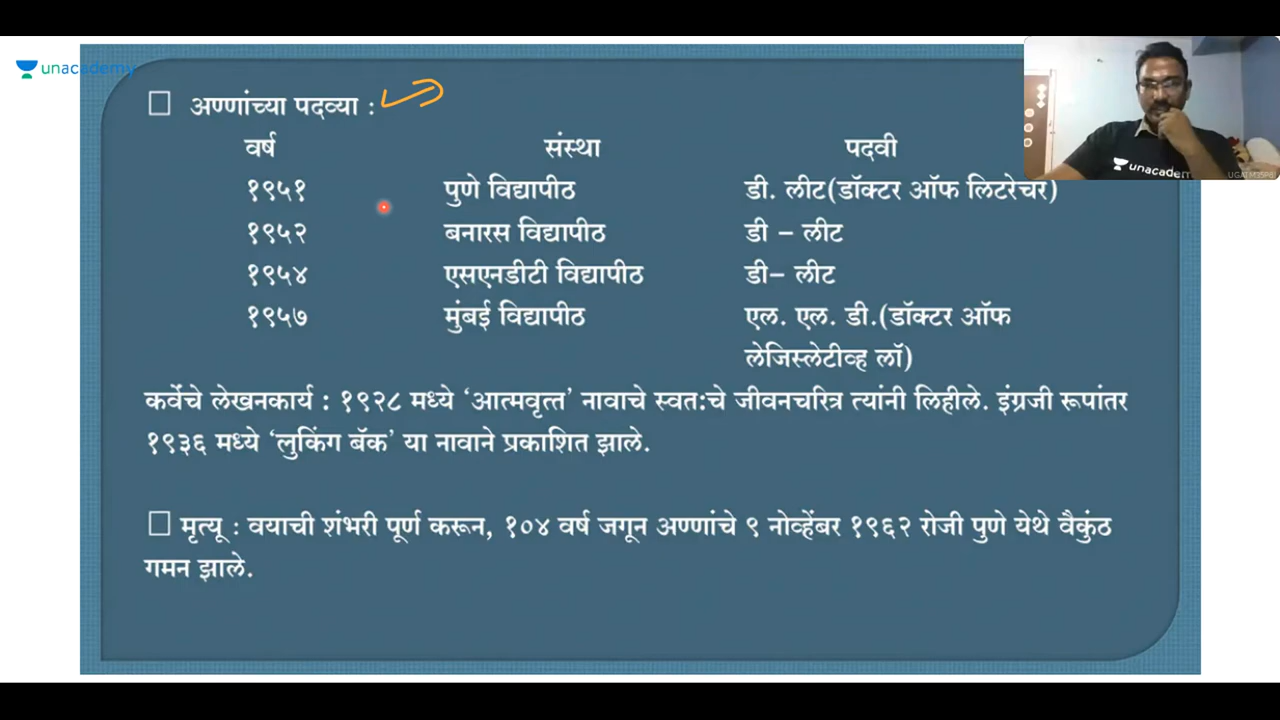 unacademy
□ अण्णांच्या पदव्या :
वर्ष संस्था पदवी
१९५१ पुणे विद्यापीठ डी. लीट(डॉक्टर ऑफ लिटरेचर)
१९५२ बनारस विद्यापीठ डी – लीट
१९५४ एसएनडीटी विद्यापीठ डी– लीट
१९५७ मुंबई विद्यापीठ एल. एल. डी.(डॉक्टर ऑफ
लेजिस्लेटीव्ह लॉ)
कर्वेंचे लेखनकार्य : १९२८ मध्ये ‘आत्मवृत्त’ नावाचे स्वतःचे जीवनचरित्र त्यांनी लिहीले. इंग्रजी रूपांतर
१९३६ मध्ये ‘लुकिंग बॅक’ या नावाने प्रकाशित झाले.
□ मृत्यू : वयाची शंभरी पूर्ण करून, १०४ वर्ष जगून अण्णांचे ९ नोव्हेंबर १९६२ रोजी पुणे येथे वैकुंठ
गमन झाले.
unacademy